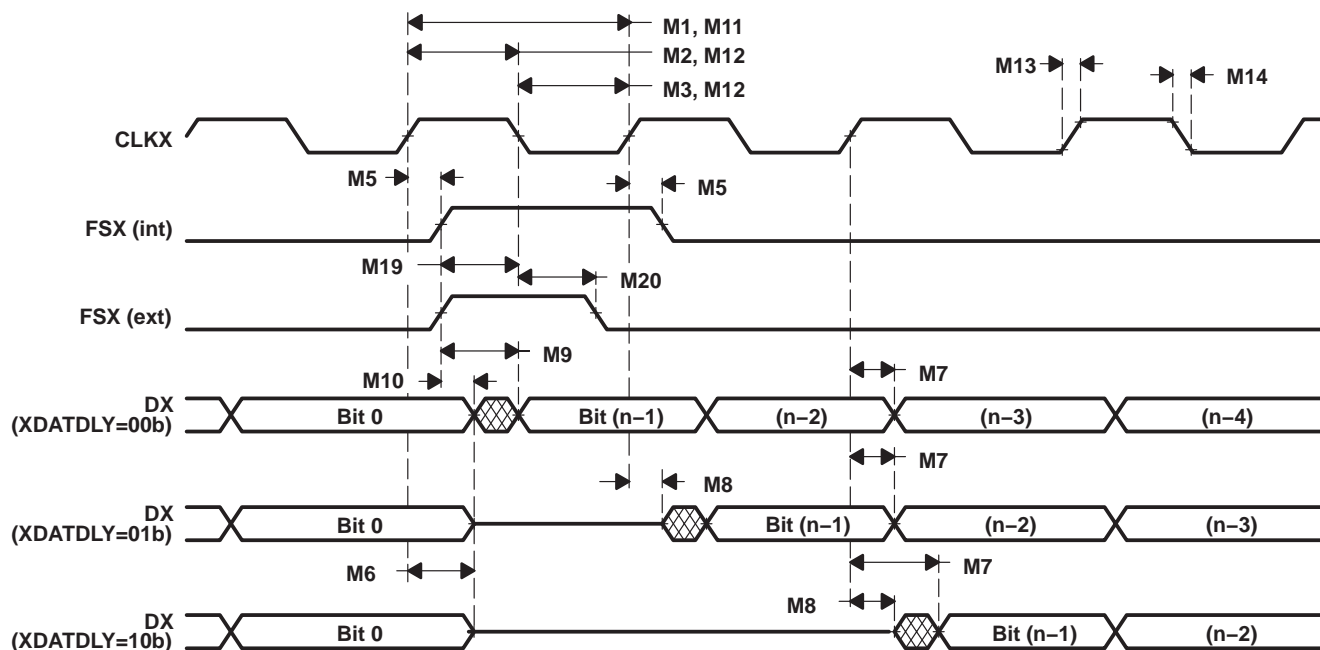 M1, M11
M2, M12
M3, M12
M13
M14
CLKX
M5
M5
FSX (int)
M19
M20
FSX (ext)
M9
M10
M7
DX
(XDATDLY=00b)
Bit 0
Bit (n−1)
(n−2)
(n−3)
(n−4)
M7
M8
DX
(XDATDLY=01b)
Bit 0
Bit (n−1)
(n−2)
(n−3)
M6
M7
M8
DX
(XDATDLY=10b)
Bit 0
Bit (n−1)
(n−2)